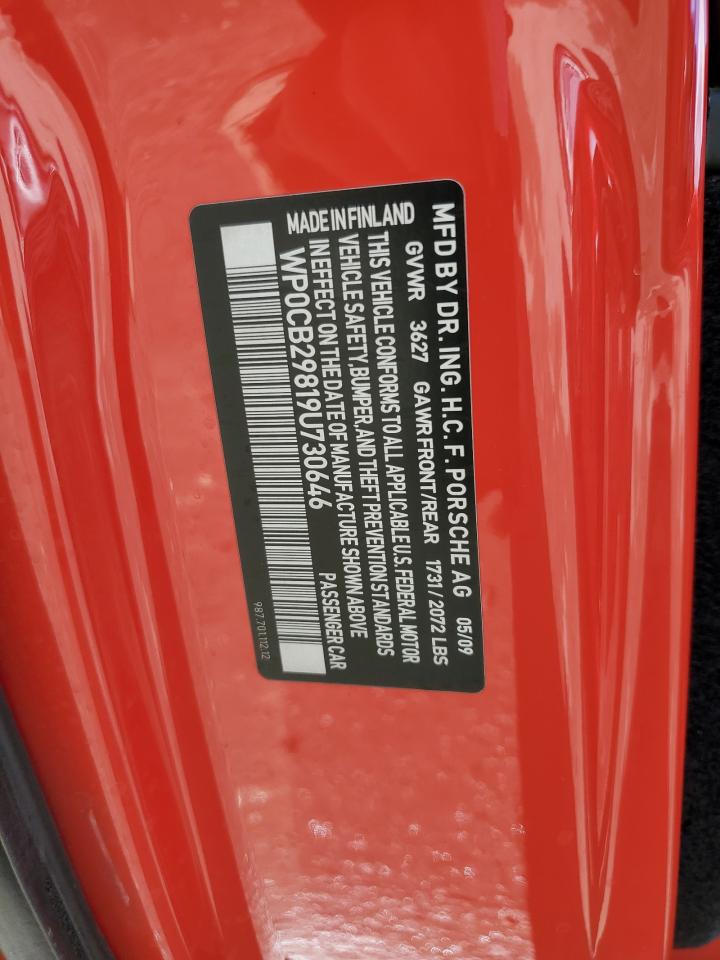 MFD BY DR. ING. H.C. F. PORSCHE AG 05/09
GVWR 3627 GAWR FRONT/REAR 1731 / 2072 LBS
THIS VEHICLE CONFORMS TO ALL APPLICABLE U.S. FEDERAL MOTOR
VEHICLE SAFETY, BUMPER, AND THEFT PREVENTION STANDARDS
IN EFFECT ON THE DATE OF MANUFACTURE SHOWN ABOVE
MADE IN FINLAND
WP0CB29819U730646 PASSENGER CAR
987.701.112.12